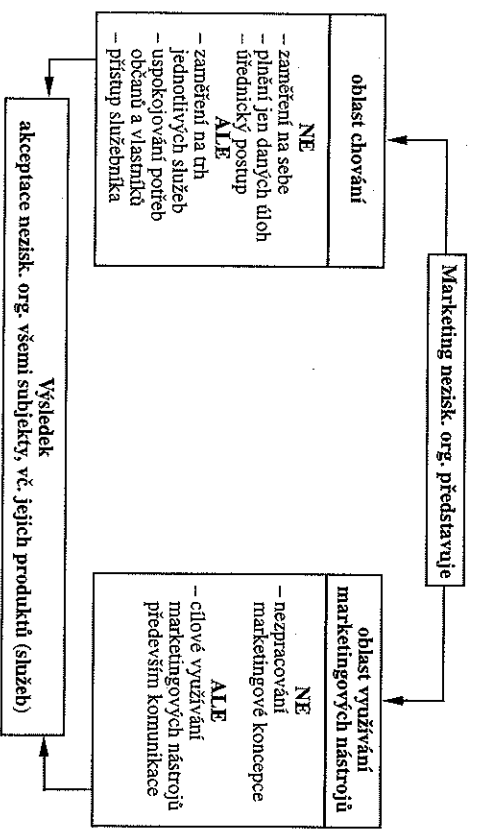 Marketing nezisk. org. představuje
oblast chování
NE
– zaměření na sebe
– plnění jen daných úloh
– úřednický postup
ALE
– zaměření na trh
jednotlivých služeb
– uspokojování potřeb
občanů a vlastníků
– přístup služebníka
oblast využívání
marketingových nástrojů
NE
– nezpracování
marketingové koncepce
ALE
– cílové využívání
marketingových nástrojů
především komunikace
Výsledek
akceptace nezisk. org. všemi subjekty, vč. jejich produktů (služeb)